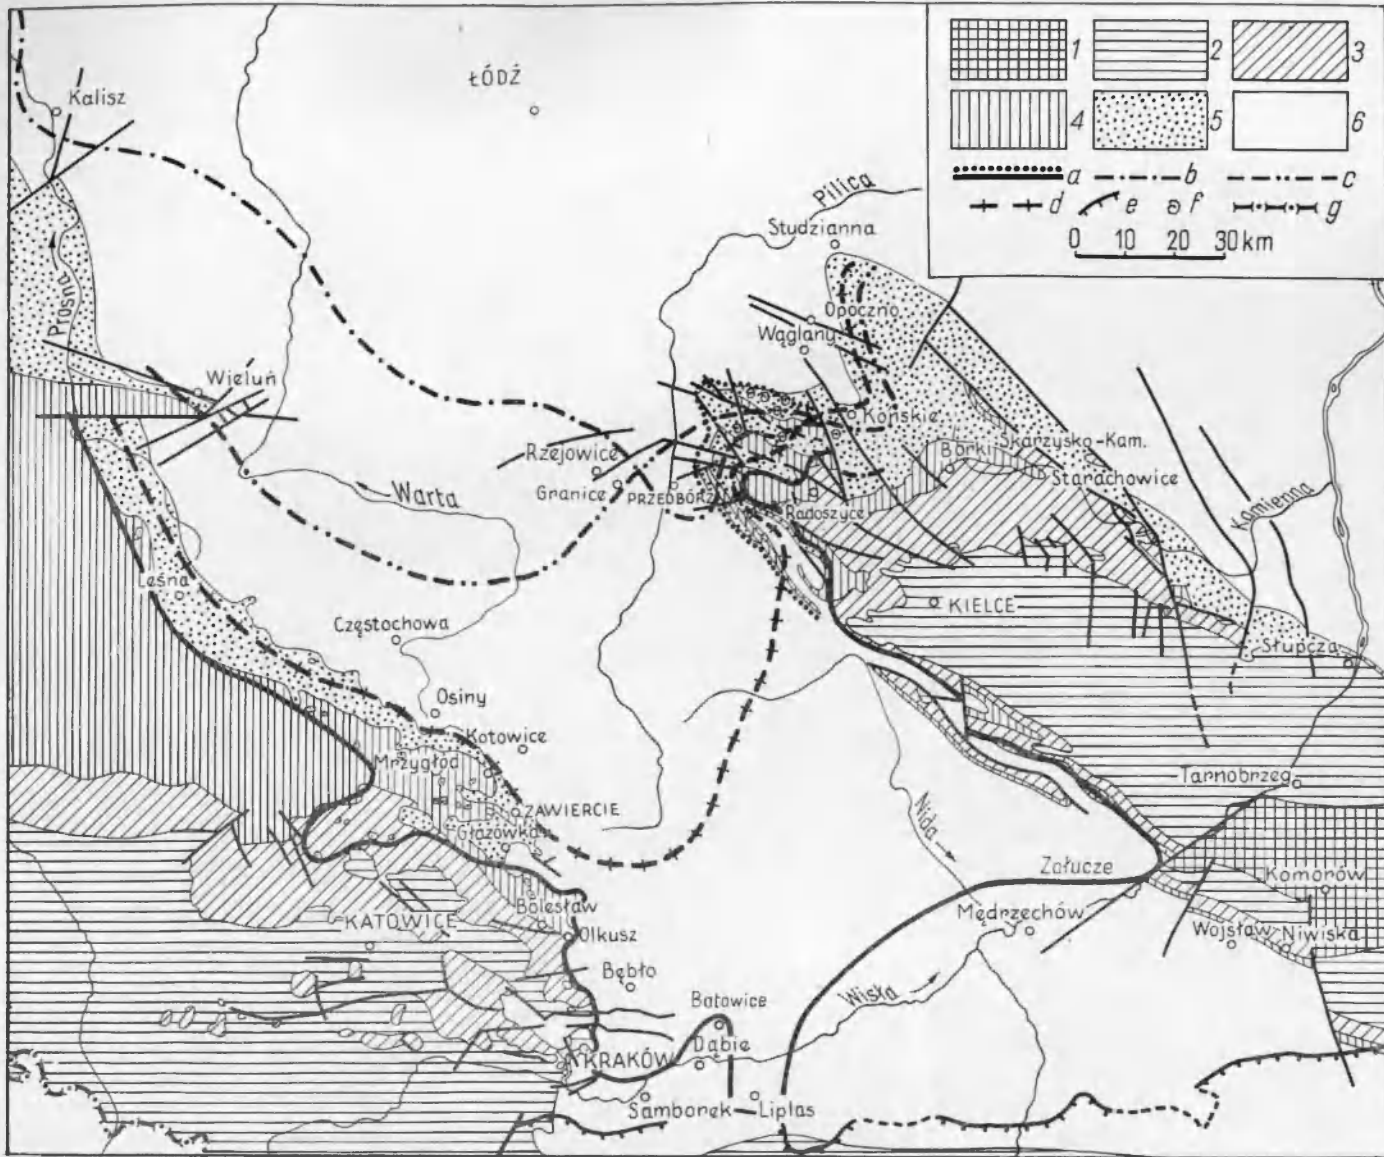 ŁÓDŹ
Kalisz
1 2 3
4 5 6
a b c
d e f g
0 10 20 30 km
Pilica
Studzianna
Prosna
Opoczno
Wąglany
Wieluń
Końskie
Rzejowice
Skarżysko-Kam.
Borki
Starachowice
Warta
Granice
PRZEDBÓRZ
Radoszyce
Kamienna
Leśna
KIELCE
Częstochowa
Słupcza
Osiny
Kotowice
Mrzygłód
Tarnobrzeg
ZAWIERCIE
Głazówka
Nida
Załucze
Komorów
Bolesław
Mędrzechów
KATOWICE
Olkusz
Wojsław
Niwiska
Bębło
Wisła
Batowice
Dąbie
KRAKÓW
Samborek
Liplas